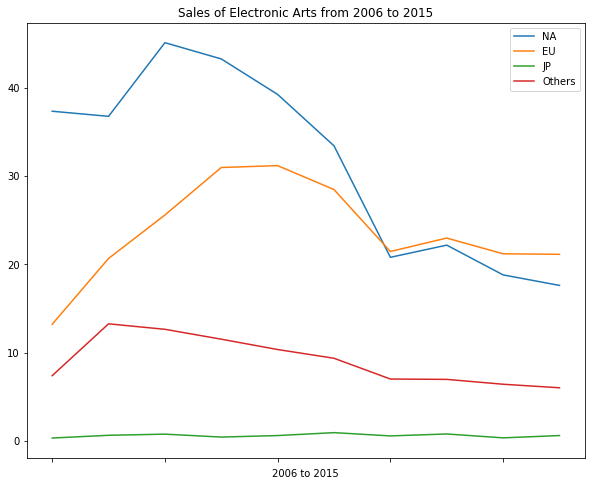 Sales of Electronic Arts from 2006 to 2015
NA
EU
JP
Others
40
30
20
10
0
2006 to 2015